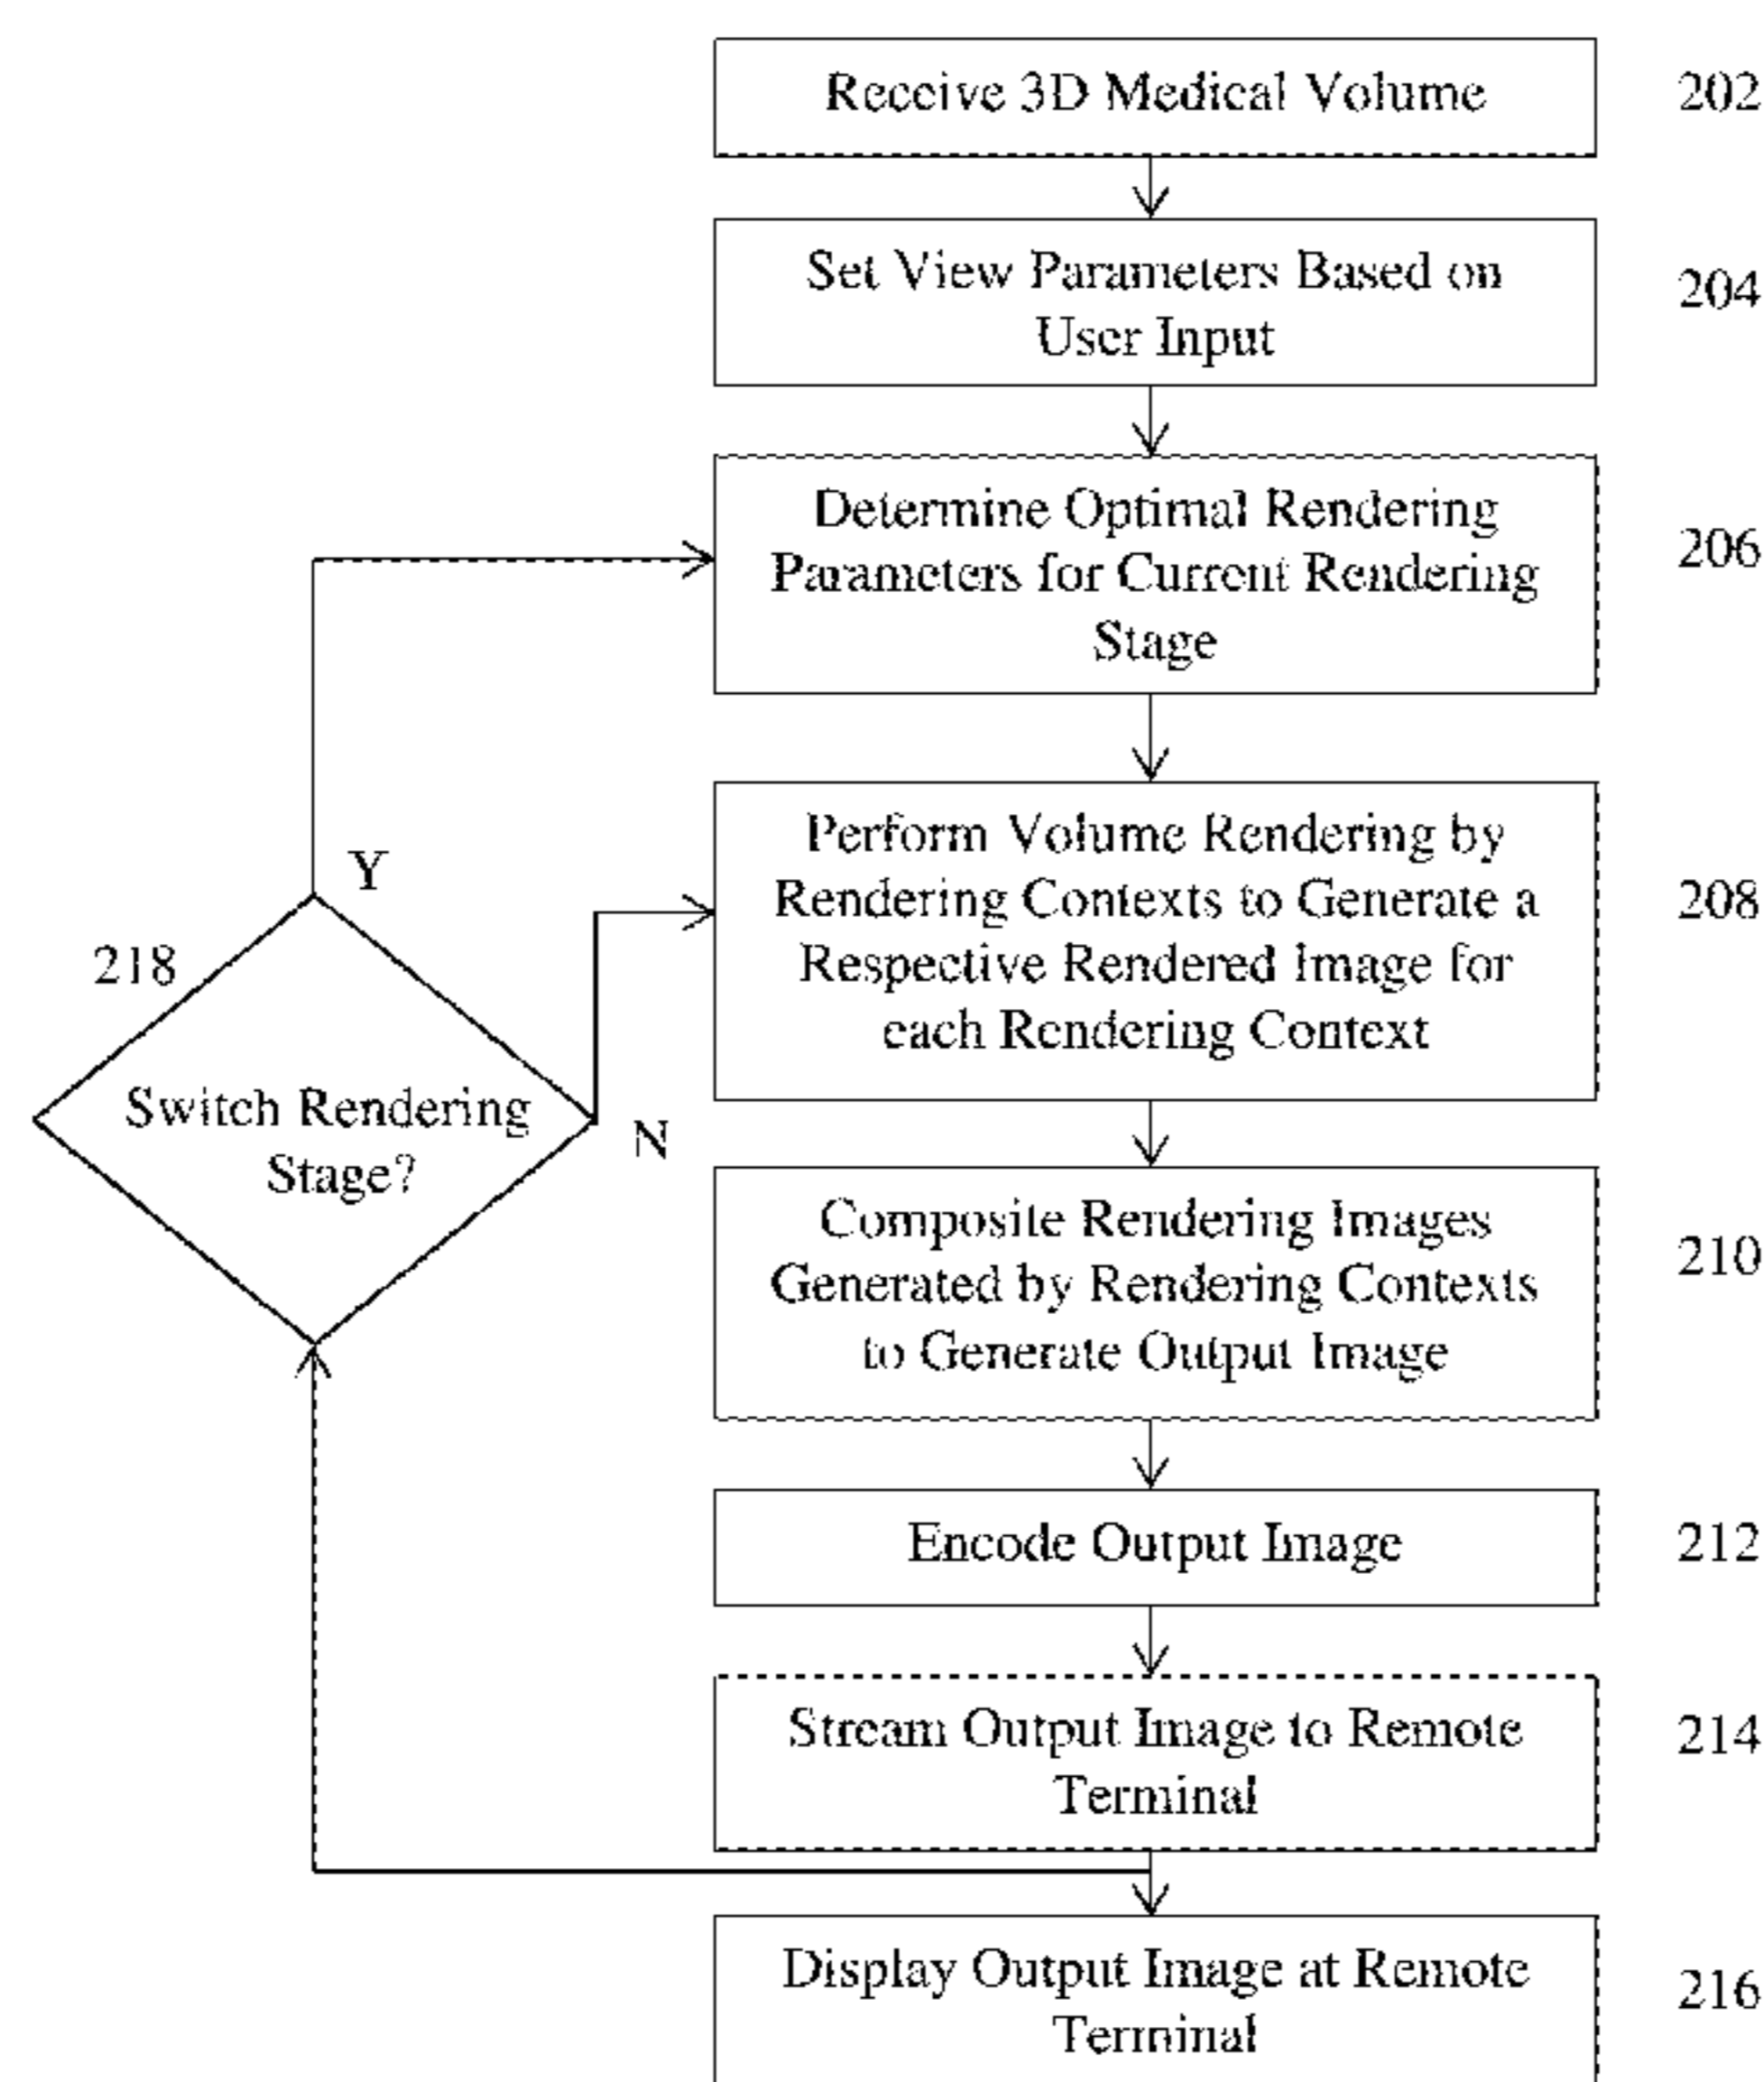 Receive 3D Medical Volume
202
Set View Parameters Based on
User Input
204
Determine Optimal Rendering
Parameters for Current Rendering
Stage
206
Perform Volume Rendering by
Rendering Contexts to Generate a
Respective Rendered Image for
each Rendering Context
208
Y
218
Switch Rendering
Stage?
N
Composite Rendering Images
Generated by Rendering Contexts
to Generate Output Image
210
Encode Output Image
212
Stream Output Image to Remote
Terminal
214
Display Output Image at Remote
Terminal
216